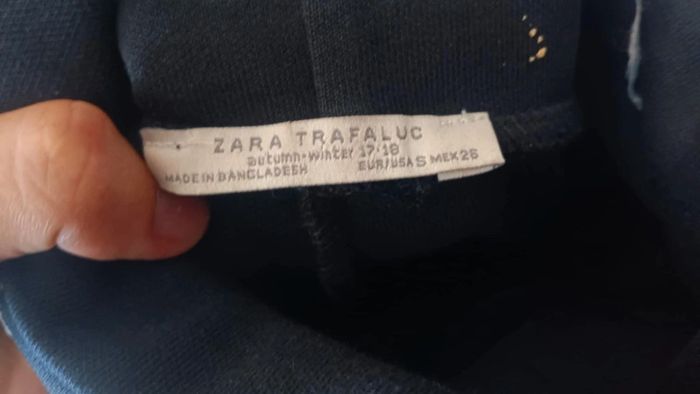 ZARA TRAFALUC
autumn-winter 17-18
MADE IN BANGLADESH EUR/USA S MEX 26